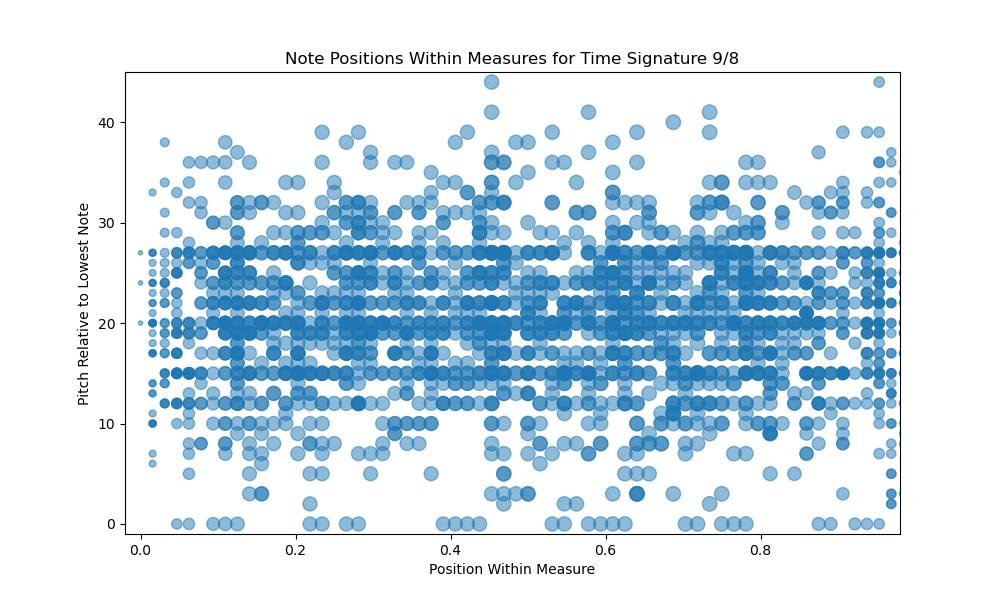 Note Positions Within Measures for Time Signature 9/8
40
30
20
10
0
Pitch Relative to Lowest Note
0.0 0.2 0.4 0.6 0.8
Position Within Measure